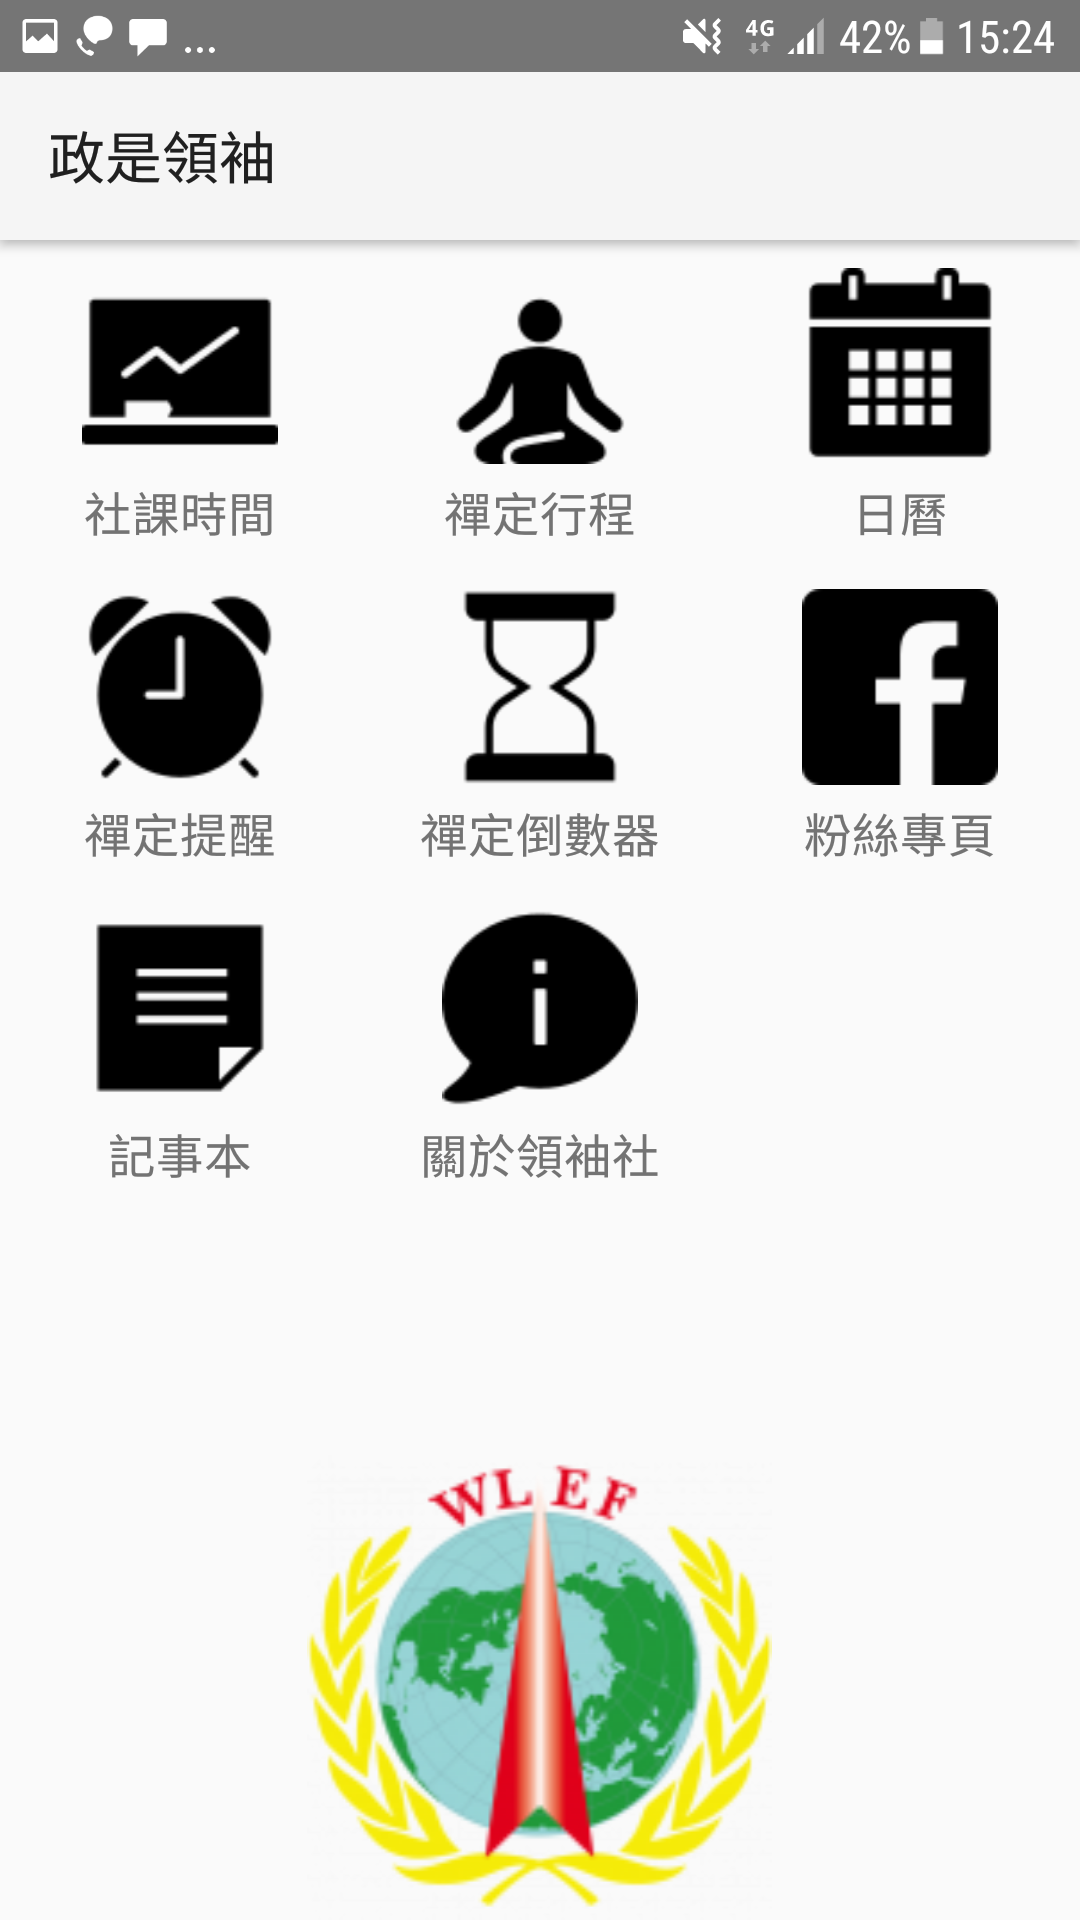 ... 4G 42% 15:24
政是領袖
社課時間 禪定行程 日曆
禪定提醒 禪定倒數器 粉絲專頁
記事本 關於領袖社
WLEF